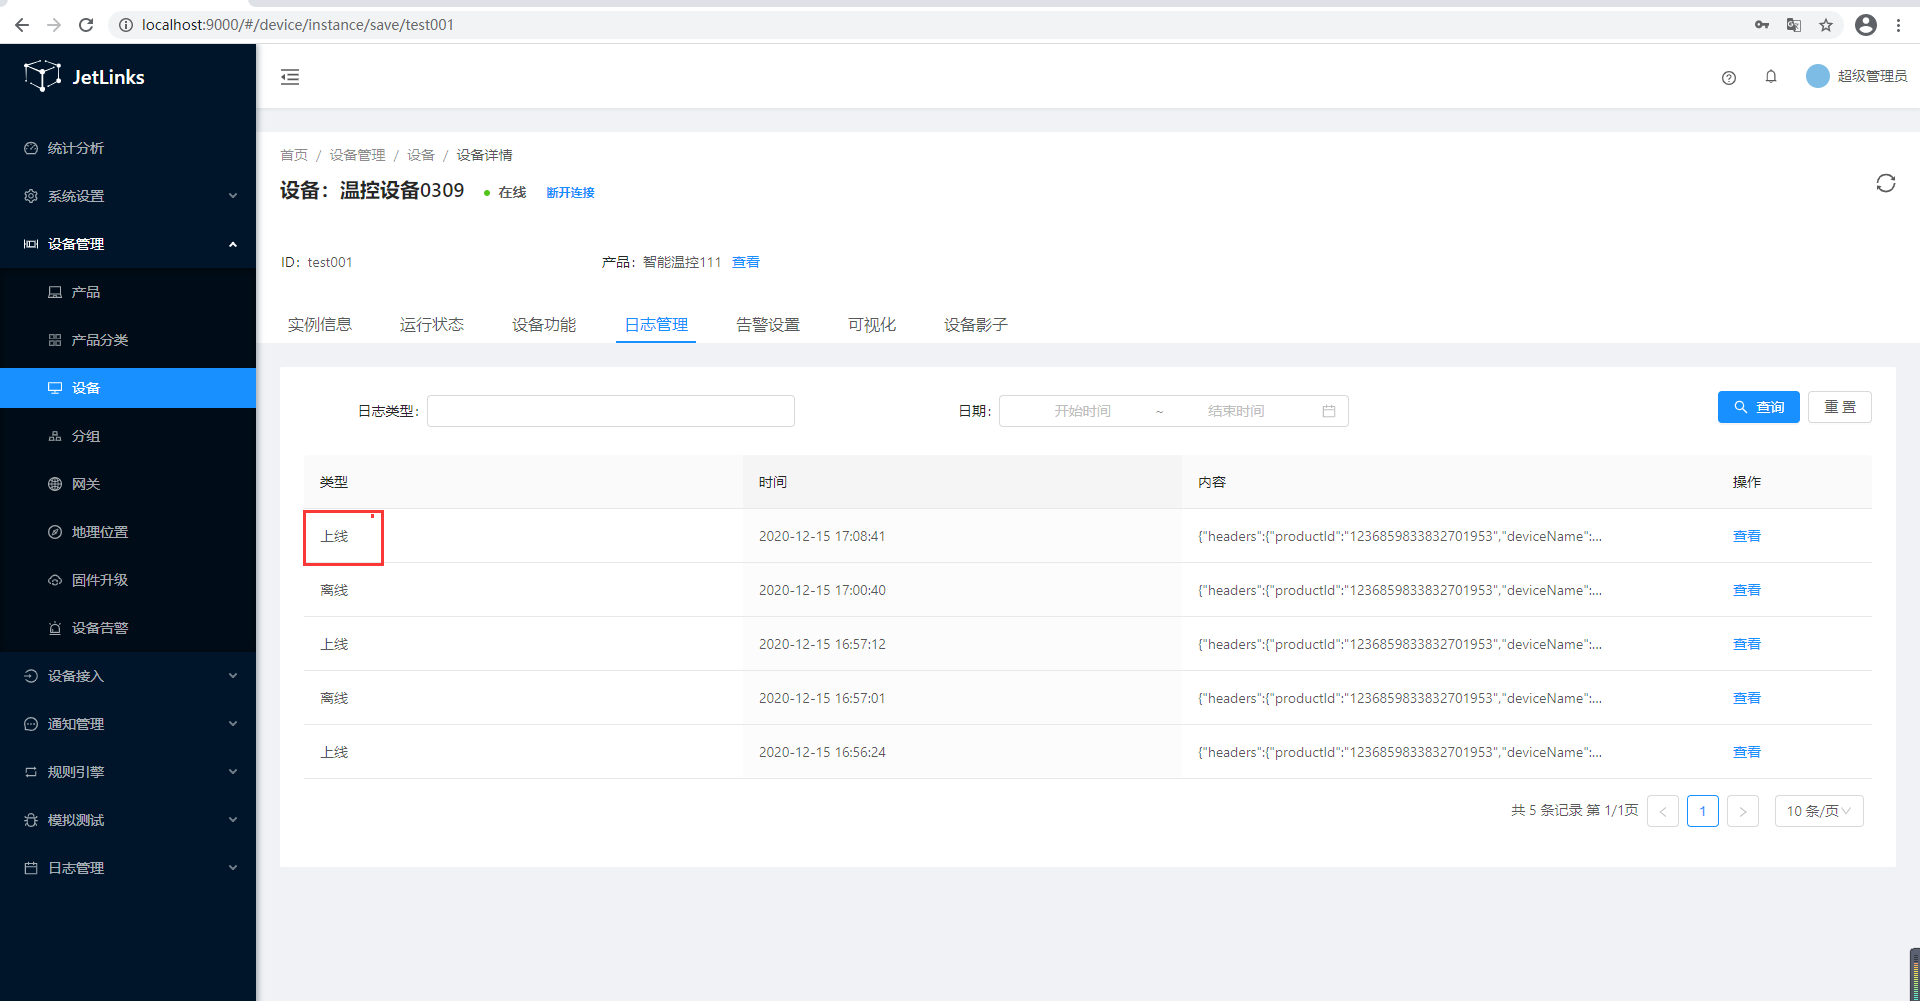 localhost:9000/#/device/instance/save/test001
JetLinks
超级管理员
统计分析
系统设置
设备管理
产品
产品分类
设备
分组
网关
地理位置
固件升级
设备告警
设备接入
通知管理
规则引擎
模拟测试
日志管理
首页 / 设备管理 / 设备 / 设备详情
设备：温控设备0309 在线 断开连接
ID：test001 产品：智能温控111 查看
实例信息 运行状态 设备功能 日志管理 告警设置 可视化 设备影子
日志类型： 日期： 开始时间 ~ 结束时间 查询 重 置
类型 时间 内容 操作
上线 2020-12-15 17:08:41 {"headers":{"productId":"1236859833832701953","deviceName":... 查看
离线 2020-12-15 17:00:40 {"headers":{"productId":"1236859833832701953","deviceName":... 查看
上线 2020-12-15 16:57:12 {"headers":{"productId":"1236859833832701953","deviceName":... 查看
离线 2020-12-15 16:57:01 {"headers":{"productId":"1236859833832701953","deviceName":... 查看
上线 2020-12-15 16:56:24 {"headers":{"productId":"1236859833832701953","deviceName":... 查看
共 5 条记录 第 1/1页 < 1 > 10 条/页